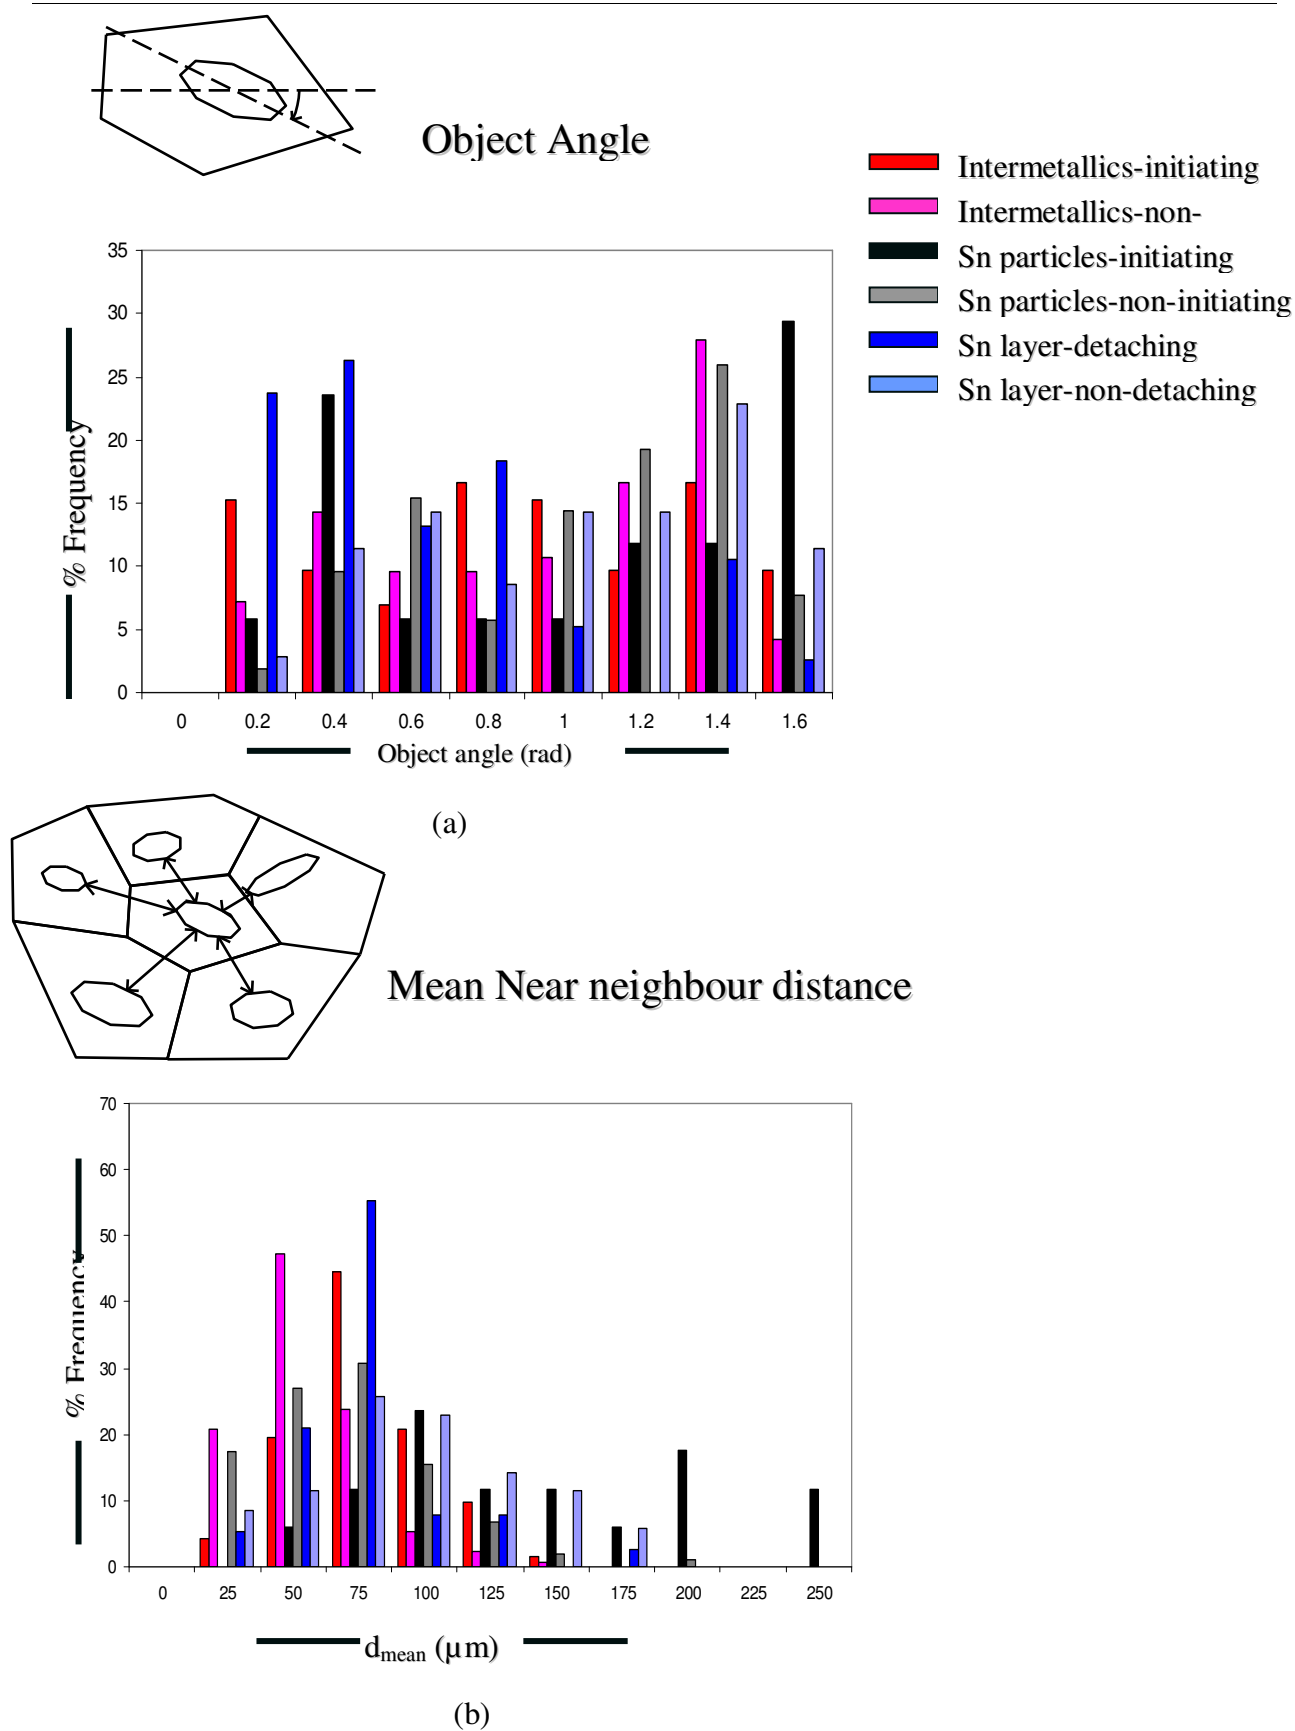 Object Angle
Intermetallics-initiating
Intermetallics-non-
Sn particles-initiating
Sn particles-non-initiating
Sn layer-detaching
Sn layer-non-detaching
35
30
25
20
15
10
5
0
% Frequency
0 0.2 0.4 0.6 0.8 1 1.2 1.4 1.6
Object angle (rad)
(a)
Mean Near neighbour distance
70
60
50
40
30
20
10
0
% Frequency
0 25 50 75 100 125 150 175 200 225 250
dmean (µm)
(b)